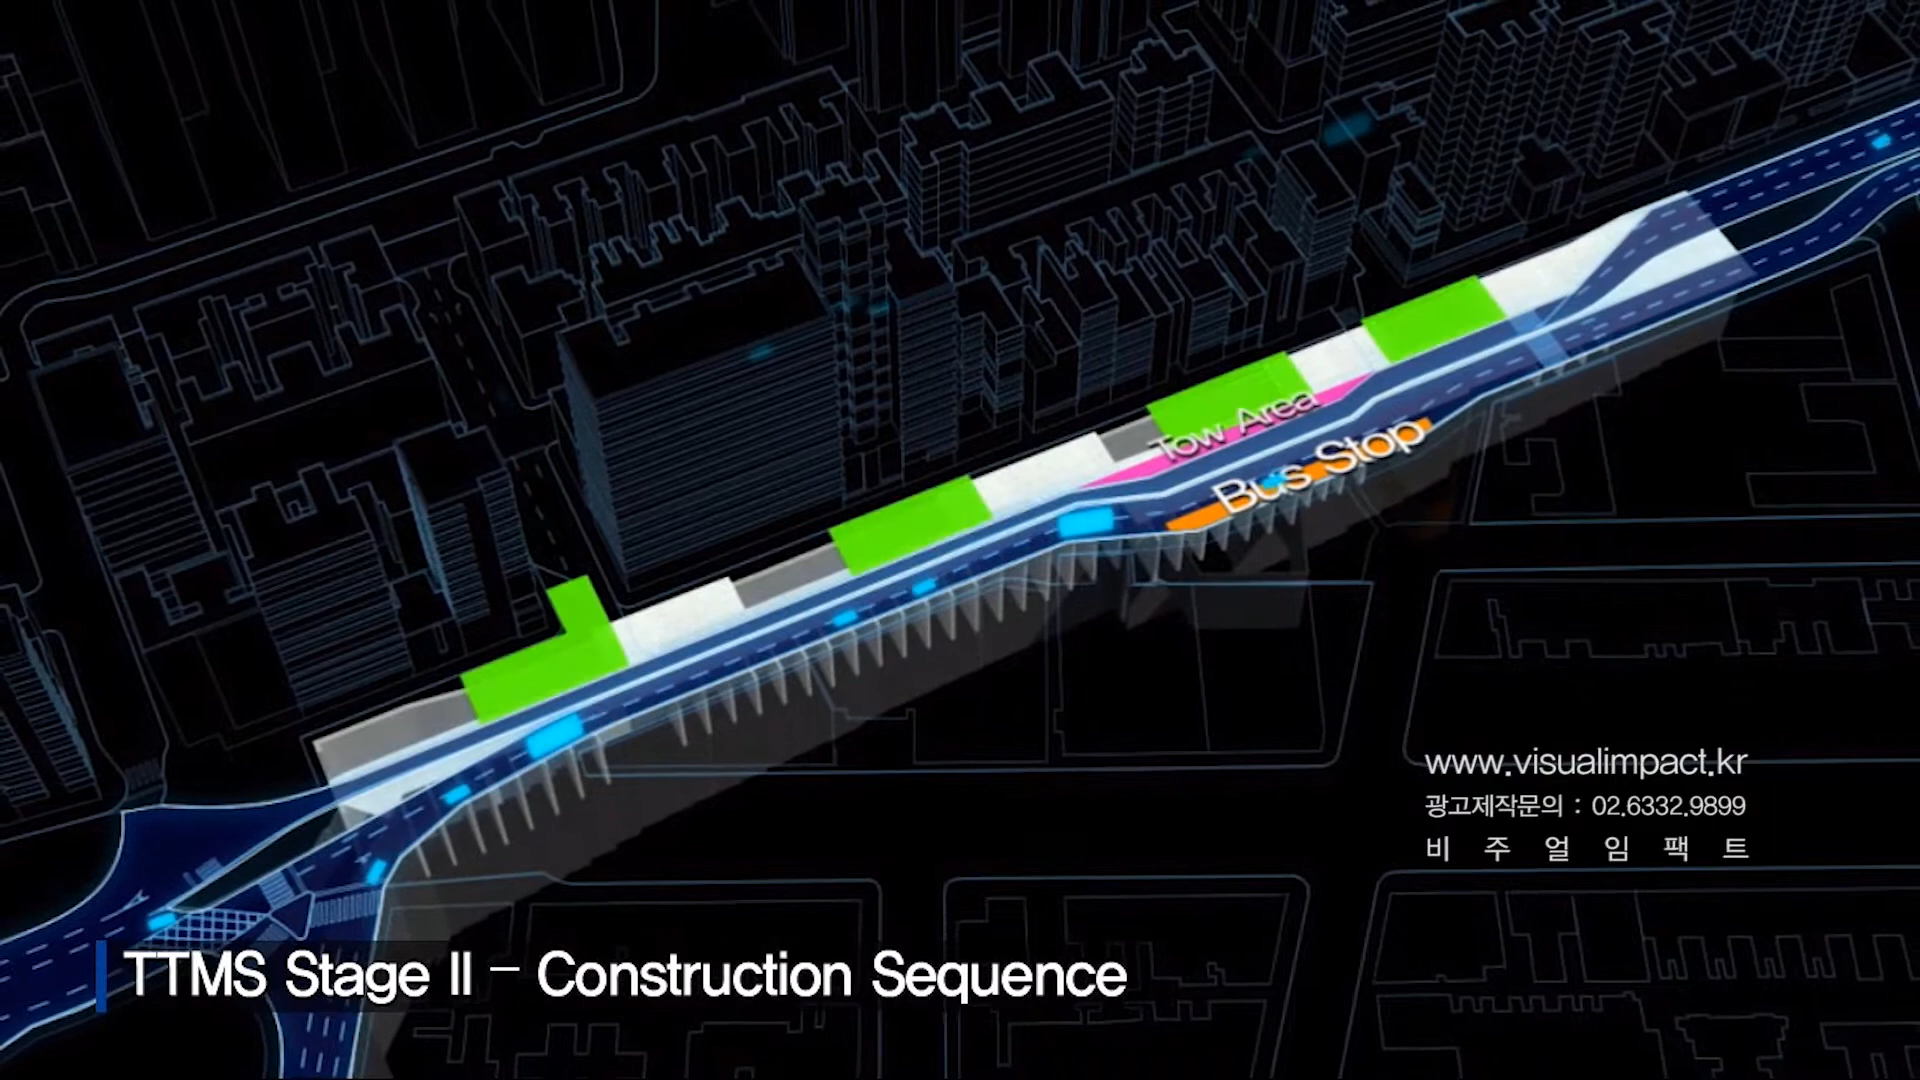 Tow Area
Bus Stop
www.visualimpact.kr
광고제작문의 : 02.6332.9899
비 주 얼 임 팩 트
TTMS Stage II - Construction Sequence